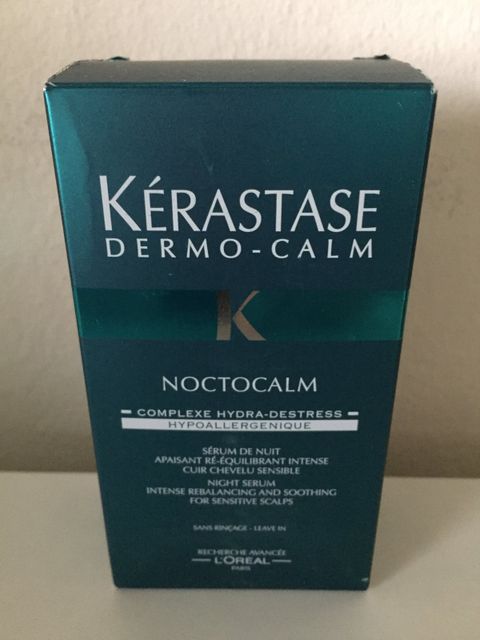 KÉRASTASE
DERMO-CALM
K
NOCTOCALM
COMPLEXE HYDRA-DESTRESS
HYPOALLERGENIQUE
SÉRUM DE NUIT
APAISANT RÉ-ÉQUILIBRANT INTENSE
CUIR CHEVELU SENSIBLE
NIGHT SERUM
INTENSE REBALANCING AND SOOTHING
FOR SENSITIVE SCALPS
SANS RINÇAGE - LEAVE IN
RECHERCHE AVANCÉE
L'ORÉAL
PARIS